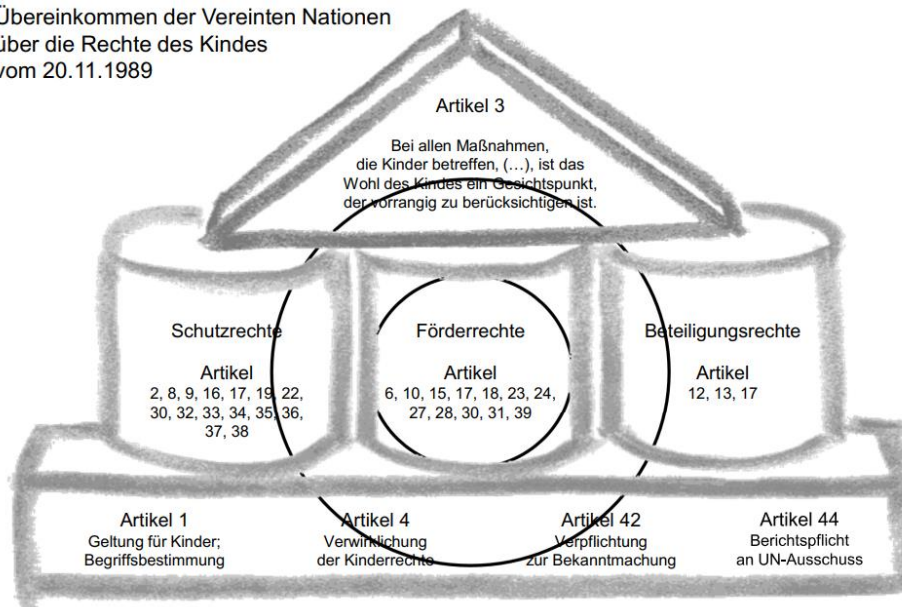 Übereinkommen der Vereinten Nationen
über die Rechte des Kindes
vom 20.11.1989
Artikel 3
Bei allen Maßnahmen,
die Kinder betreffen, (…), ist das
Wohl des Kindes ein Gesichtspunkt,
der vorrangig zu berücksichtigen ist.
Schutzrechte
Artikel
2, 8, 9, 16, 17, 19, 22,
30, 32, 33, 34, 35, 36,
37, 38
Förderrechte
Artikel
6, 10, 15, 17, 18, 23, 24,
27, 28, 30, 31, 39
Beteiligungsrechte
Artikel
12, 13, 17
Artikel 1
Geltung für Kinder;
Begriffsbestimmung
Artikel 4
Verwirklichung
der Kinderrechte
Artikel 42
Verpflichtung
zur Bekanntmachung
Artikel 44
Berichtspflicht
an UN-Ausschuss